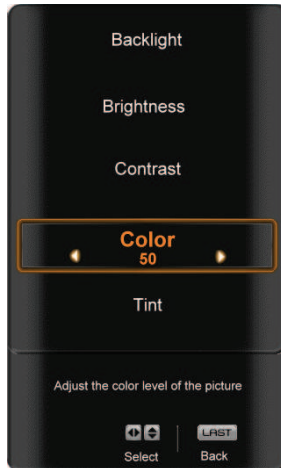 Backlight
Brightness
Contrast
Color
50
Tint
Adjust the color level of the picture
LAST
Select
Back